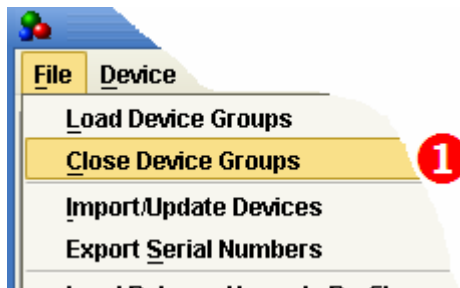 File Device
Load Device Groups
Close Device Groups
1
Import/Update Devices
Export Serial Numbers